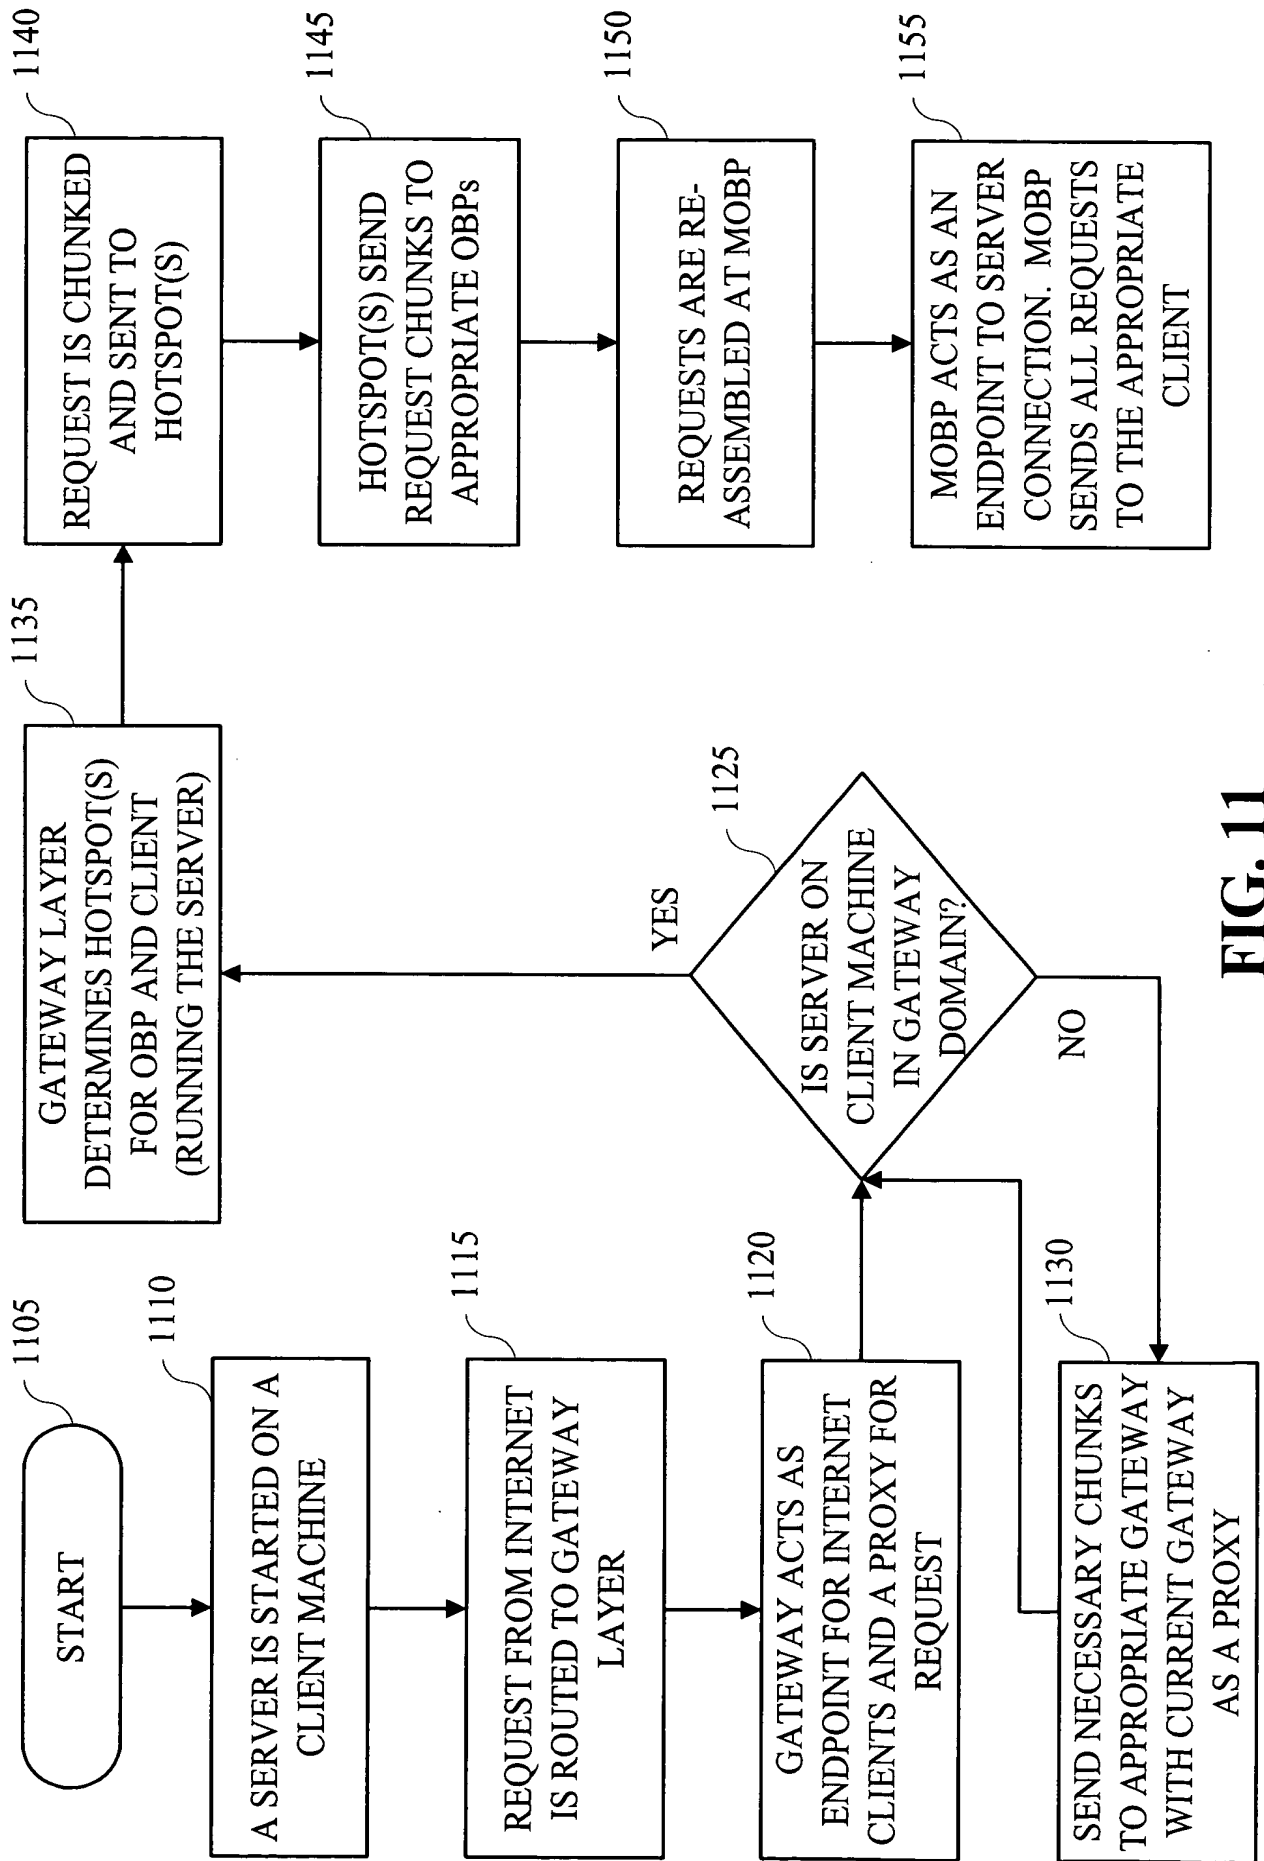 START
1105
A SERVER IS STARTED ON A
CLIENT MACHINE
1110
REQUEST FROM INTERNET
IS ROUTED TO GATEWAY
LAYER
1115
GATEWAY ACTS AS
ENDPOINT FOR INTERNET
CLIENTS AND A PROXY FOR
REQUEST
1120
IS SERVER ON
CLIENT MACHINE
IN GATEWAY
DOMAIN?
1125
YES
NO
SEND NECESSARY CHUNKS
TO APPROPRIATE GATEWAY
WITH CURRENT GATEWAY
AS A PROXY
1130
GATEWAY LAYER
DETERMINES HOTSPOT(S)
FOR OBP AND CLIENT
(RUNNING THE SERVER)
1135
REQUEST IS CHUNKED
AND SENT TO
HOTSPOT(S)
1140
HOTSPOT(S) SEND
REQUEST CHUNKS TO
APPROPRIATE OBPs
1145
REQUESTS ARE RE-
ASSEMBLED AT MOBP
1150
MOBP ACTS AS AN
ENDPOINT TO SERVER
CONNECTION. MOBP
SENDS ALL REQUESTS
TO THE APPROPRIATE
CLIENT
1155
FIG. 11